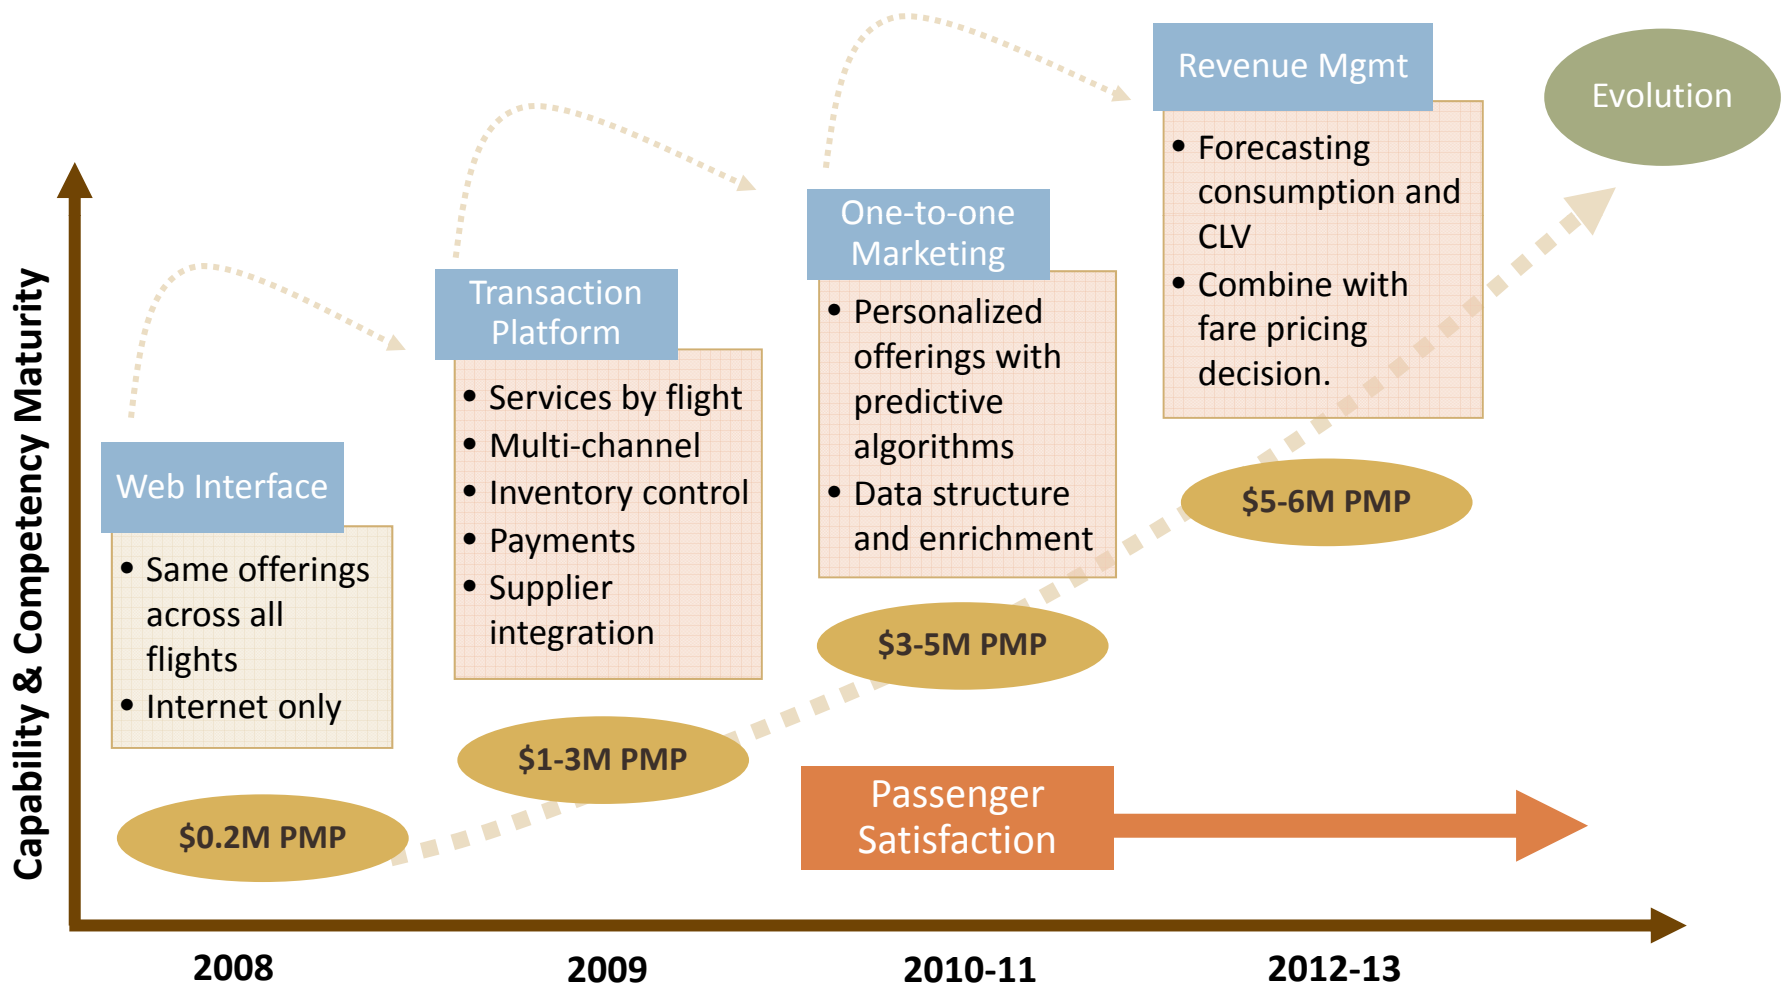 Revenue Mgmt
Evolution
• Forecasting
consumption and
CLV
• Combine with
fare pricing
decision.
One-to-one
Marketing
• Personalized
offerings with
predictive
algorithms
• Data structure
and enrichment
Transaction
Platform
• Services by flight
• Multi-channel
• Inventory control
• Payments
• Supplier
integration
Web Interface
• Same offerings
across all
flights
• Internet only
$5-6M PMP
$3-5M PMP
$1-3M PMP
$0.2M PMP
Passenger
Satisfaction
Capability & Competency Maturity
2008
2009
2010-11
2012-13